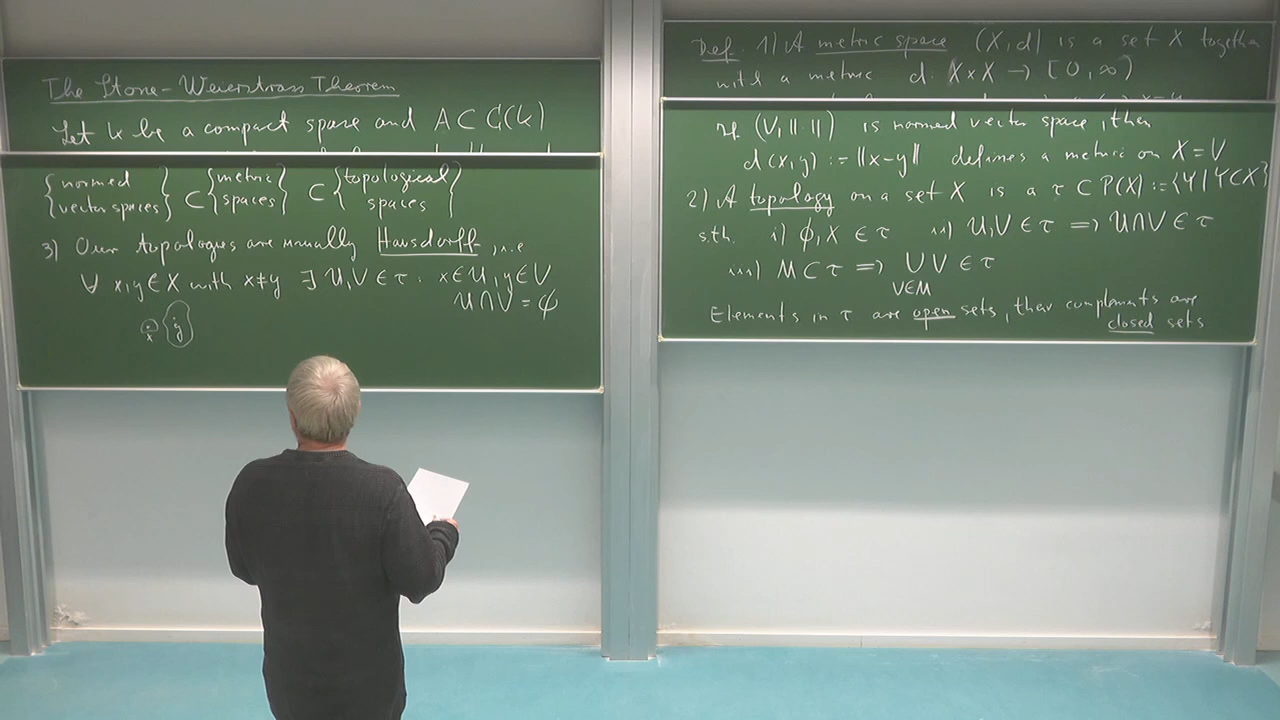 The Stone-Weierstrass Theorem
Let K be a compact space and A ⊂ C(K)
{normed vector spaces} ⊂ {metric spaces} ⊂ {topological spaces}
3) Our topologies are usually Hausdorff, i.e
∀ x,y ∈ X with x≠y ∃ U,V ∈ τ : x∈U, y∈V
U∩V = ∅
x y
Def. 1) A metric space (X,d) is a set X together
with a metric d: X×X → [0,∞)
If (V,||·||) is normed vector space, then
d(x,y) := ||x-y|| defines a metric on X=V
2) A topology on a set X is a τ ⊂ P(X) := {Y | Y⊂X}
s.th. i) ∅, X ∈ τ ii) U,V ∈ τ => U∩V ∈ τ
iii) M ⊂ τ => ∪ V ∈ τ
V∈M
Elements in τ are open sets, their complements are
closed sets